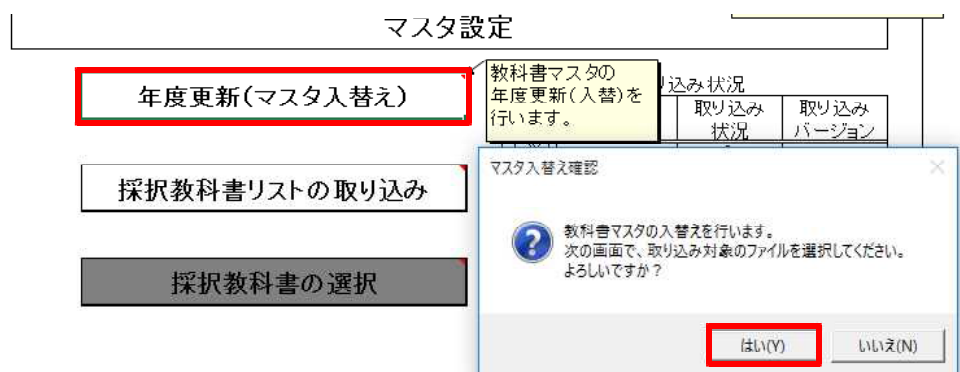 マスタ設定
年度更新(マスタ入替え)
教科書マスタの
年度更新(入替)を
行います。
り込み状況
取り込み
状況
取り込み
バージョン
採択教科書リストの取り込み
採択教科書の選択
マスタ入替え確認
教科書マスタの入替えを行います。
次の画面で、取り込み対象のファイルを選択してください。
よろしいですか？
はい(Y)
いいえ(N)